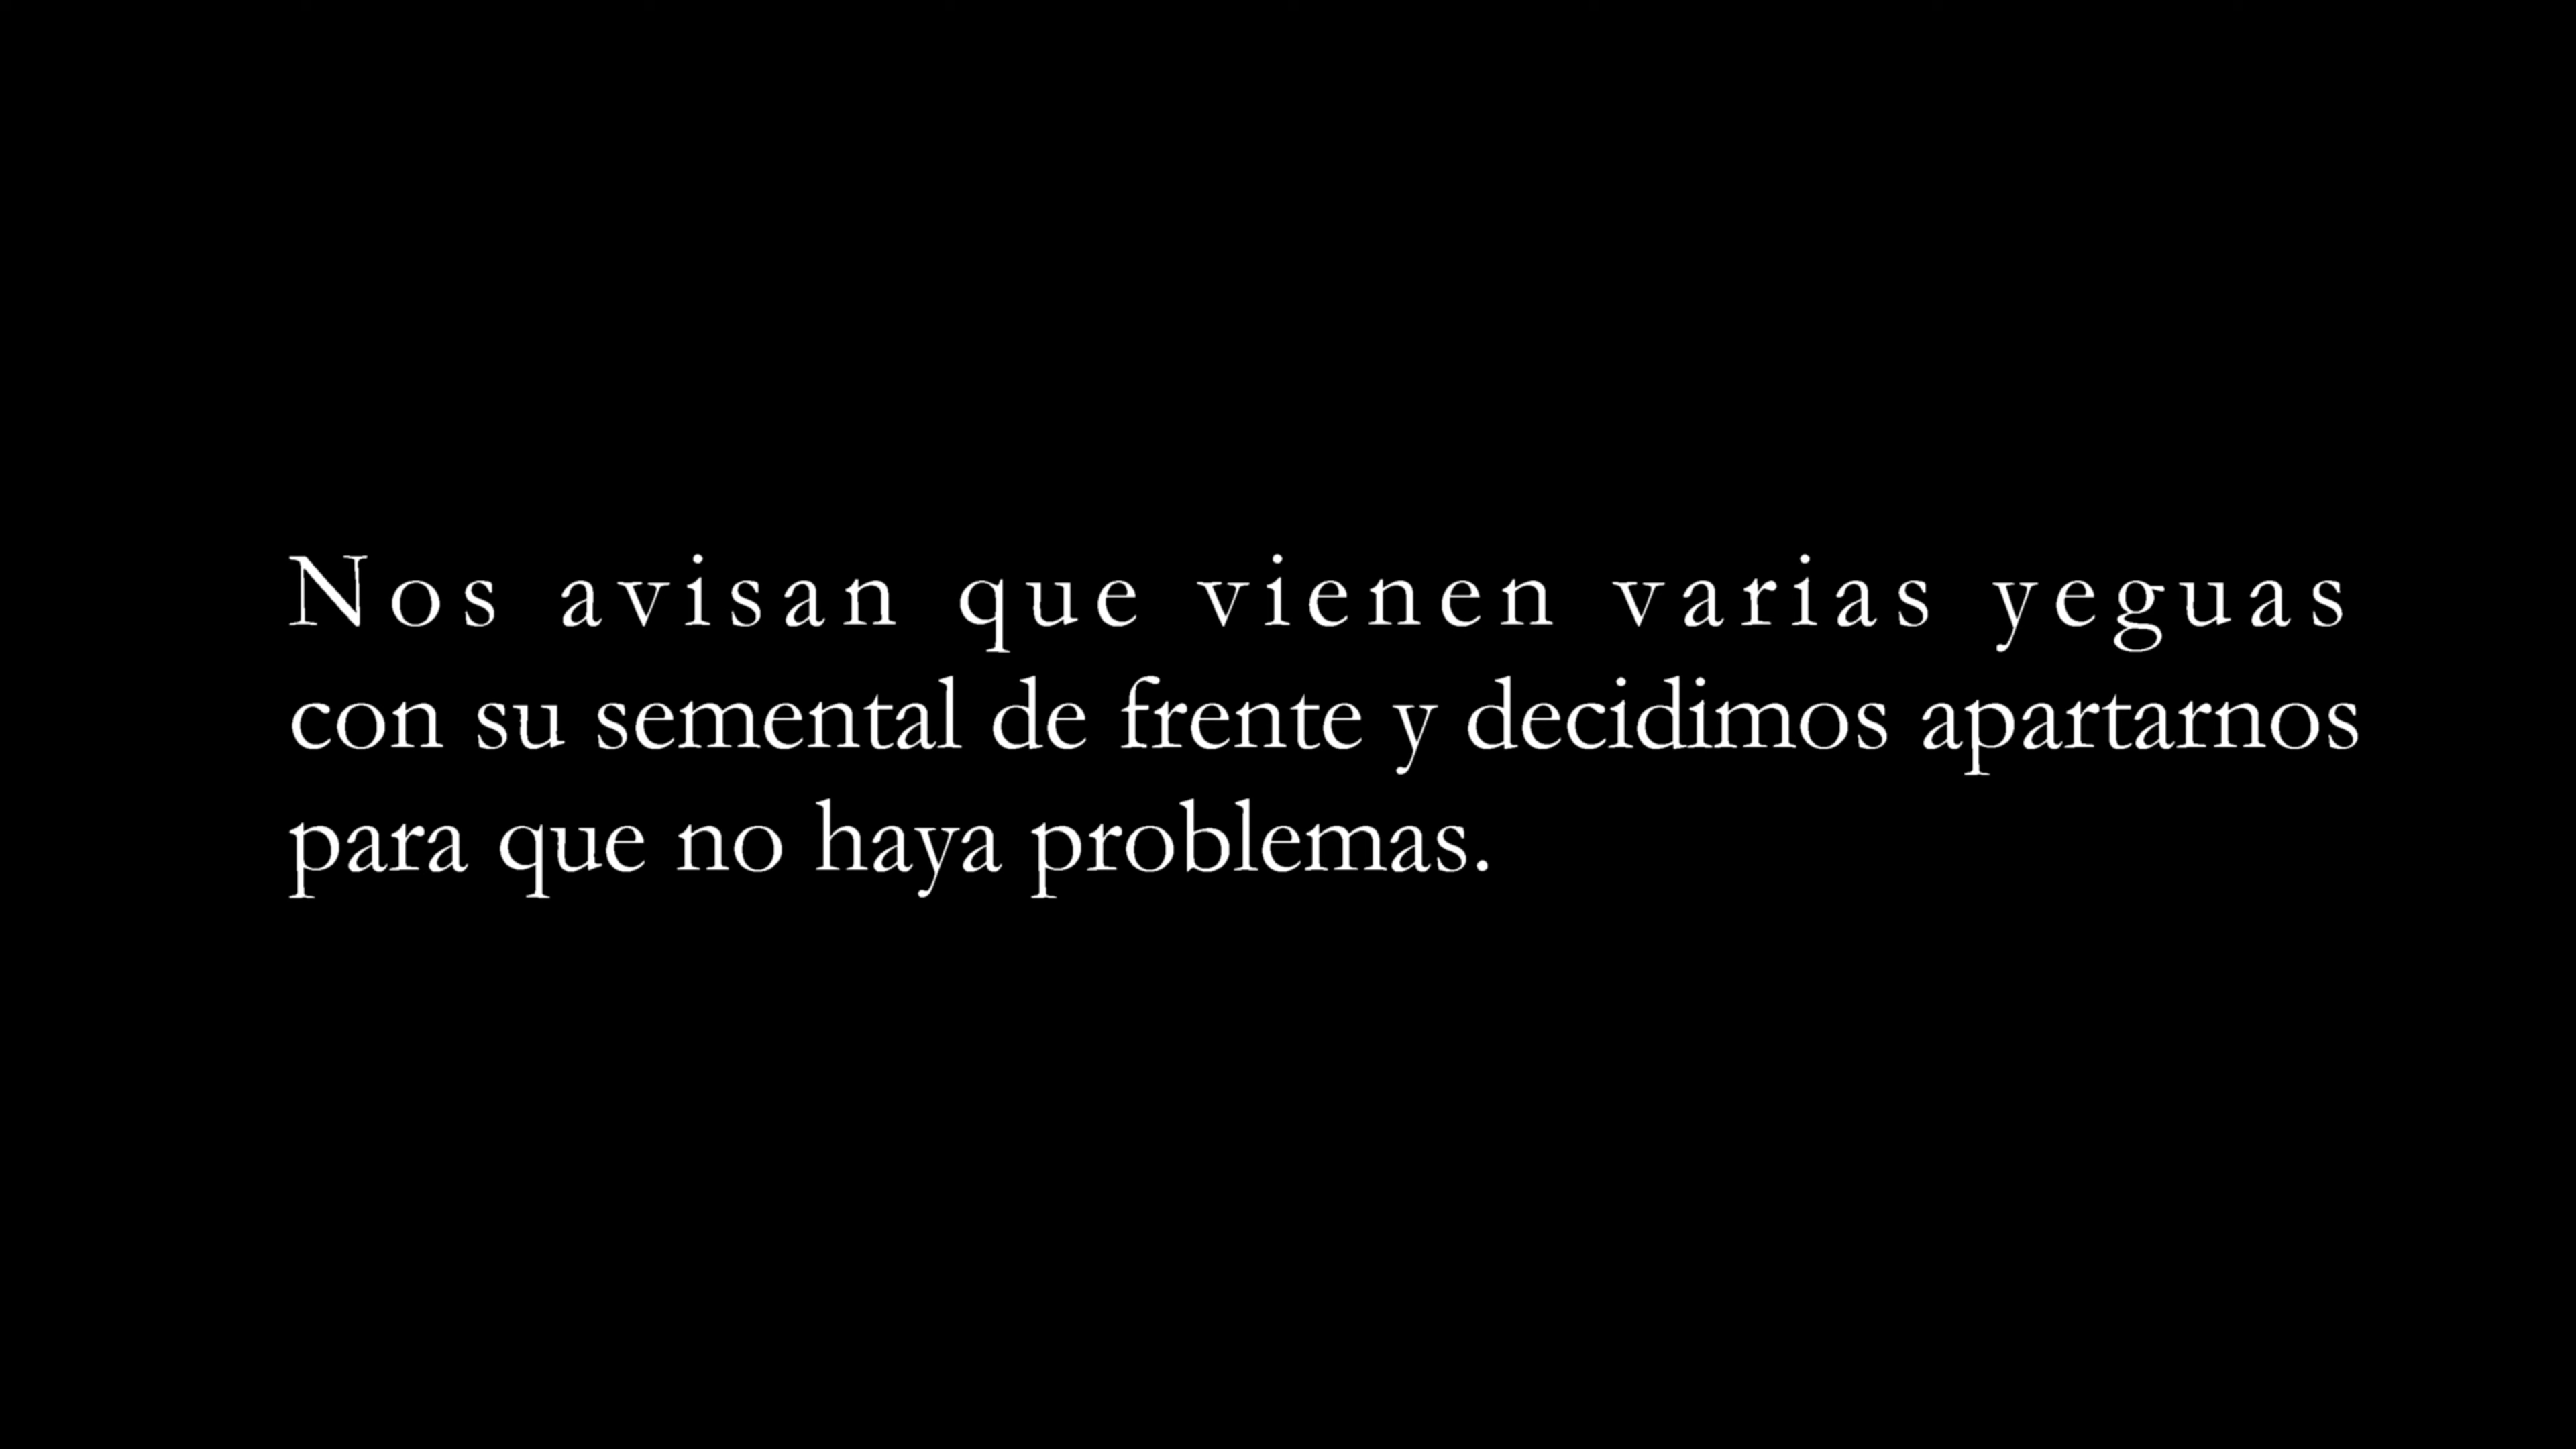 Nos avisan que vienen varias yeguas
con su semental de frente y decidimos apartarnos
para que no haya problemas.